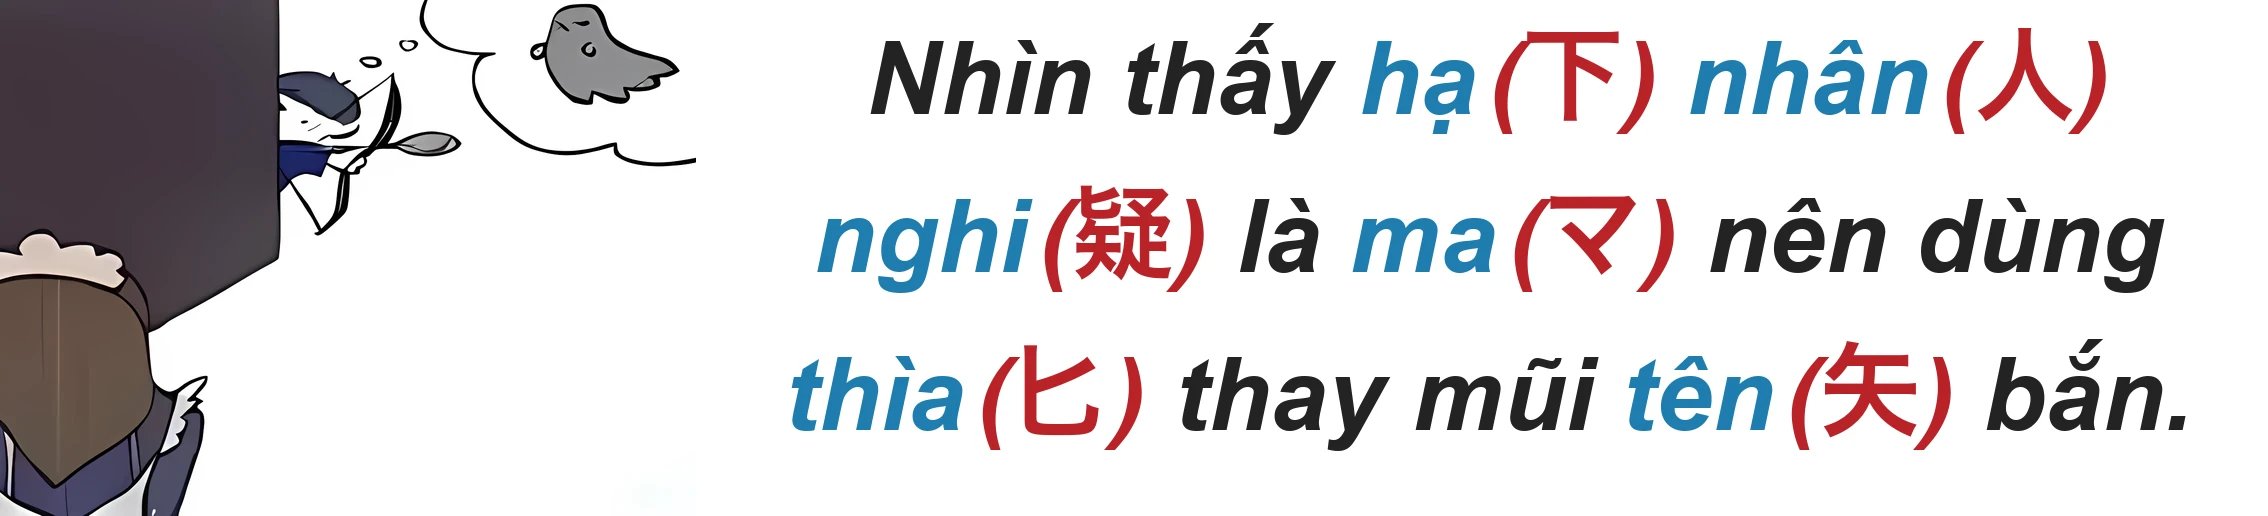 Nhìn thấy hạ(下) nhân(人)
nghi(疑) là ma(マ) nên dùng
thìa(匕) thay mũi tên(矢) bắn.